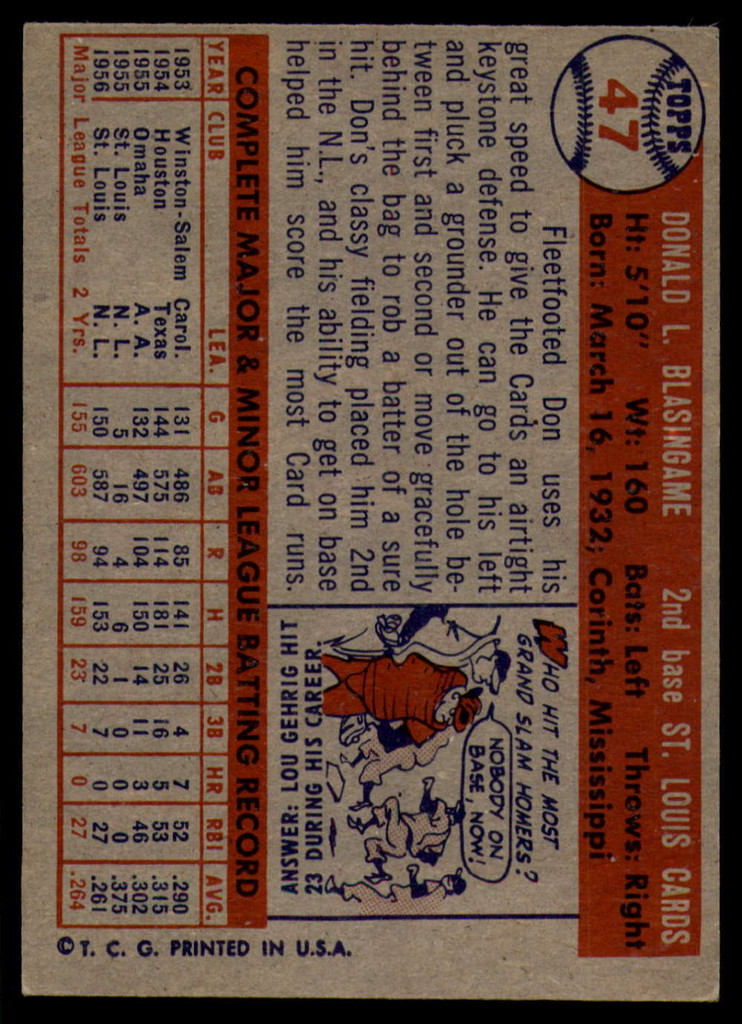 TOPPS
47
DONALD L. BLASINGAME 2nd base ST. LOUIS CARDS
Ht: 5'10" Wt: 160 Bats: Left Throws: Right
Born: March 16, 1932; Corinth, Mississippi
Fleetfooted Don uses his
great speed to give the Cards an airtight
keystone defense. He can go to his left
and pluck a grounder out of the hole be-
tween first and second or move gracefully
behind the bag to rob a batter of a sure
hit. Don's classy fielding placed him 2nd
in the N.L., and his ability to get on base
helped him score the most Card runs.
WHO HIT THE MOST
GRAND SLAM HOMERS?
NOBODY ON
BASE, NOW!
ANSWER: LOU GEHRIG HIT
23 DURING HIS CAREER.
COMPLETE MAJOR & MINOR LEAGUE BATTING RECORD
YEAR CLUB LEA. G AB R H 2B 3B HR RBI AVG.
1953 Winston-Salem Carol. 131 486 85 141 26 4 7 52 .290
1954 Houston Texas 144 575 114 181 25 16 5 53 .315
1955 Omaha A. A. 132 497 104 150 14 11 3 46 .302
1955 St. Louis N. L. 5 16 4 6 1 0 0 0 .375
1956 St. Louis N. L. 150 587 94 153 22 7 0 27 .261
Major League Totals 2 Yrs. 155 603 98 159 23 7 0 27 .264
© T. C. G. PRINTED IN U.S.A.